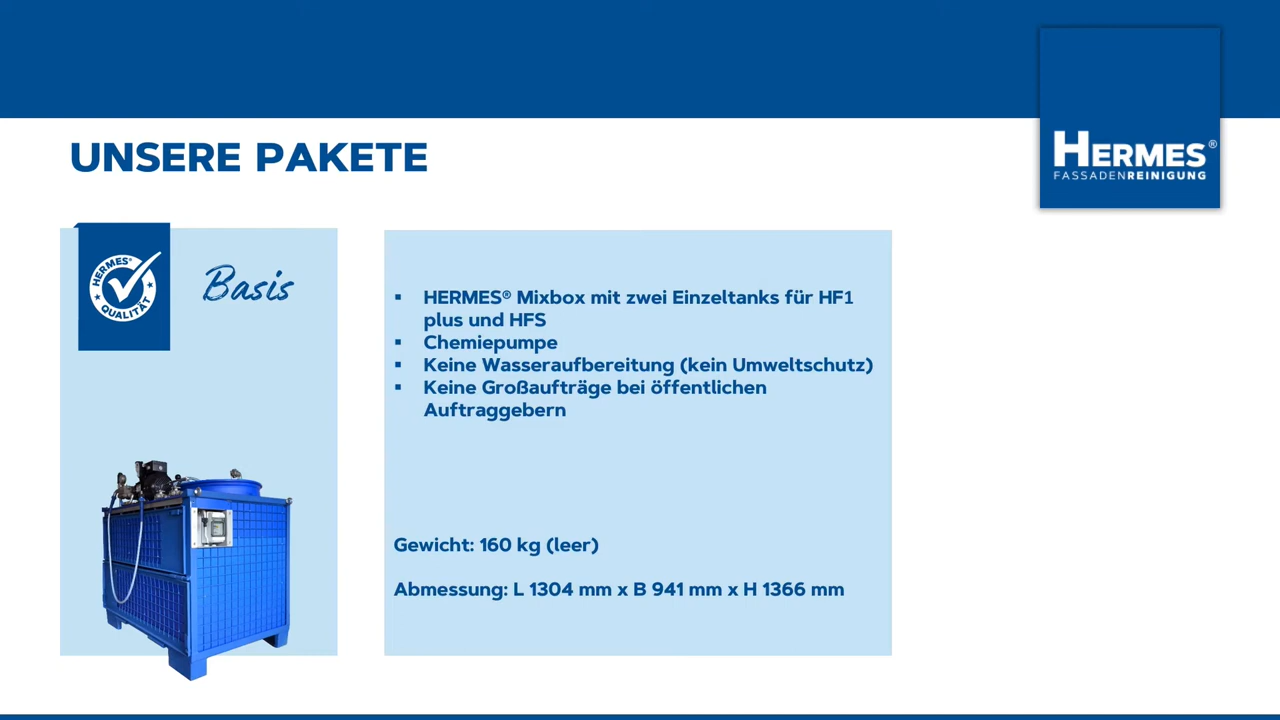 HERMES®
FASSADENREINIGUNG
UNSERE PAKETE
HERMES®
QUALITÄT
Basis
▪ HERMES® Mixbox mit zwei Einzeltanks für HF1
plus und HFS
▪ Chemiepumpe
▪ Keine Wasseraufbereitung (kein Umweltschutz)
▪ Keine Großaufträge bei öffentlichen
Auftraggebern
Gewicht: 160 kg (leer)
Abmessung: L 1304 mm x B 941 mm x H 1366 mm